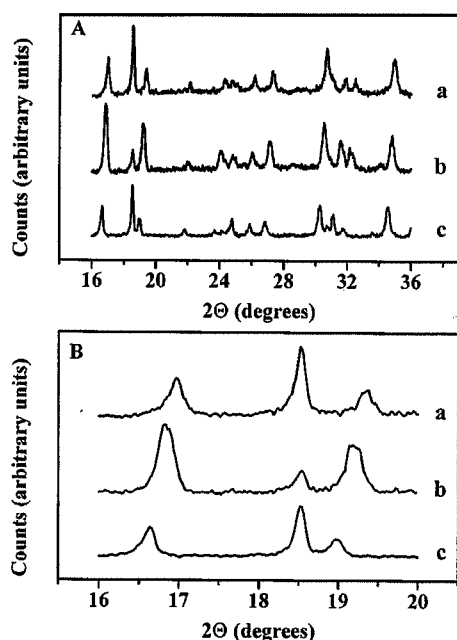 A
a
b
c
Counts (arbitrary units)
16 20 24 28 32 36
2Θ (degrees)
B
a
b
c
Counts (arbitrary units)
16 17 18 19 20
2Θ (degrees)